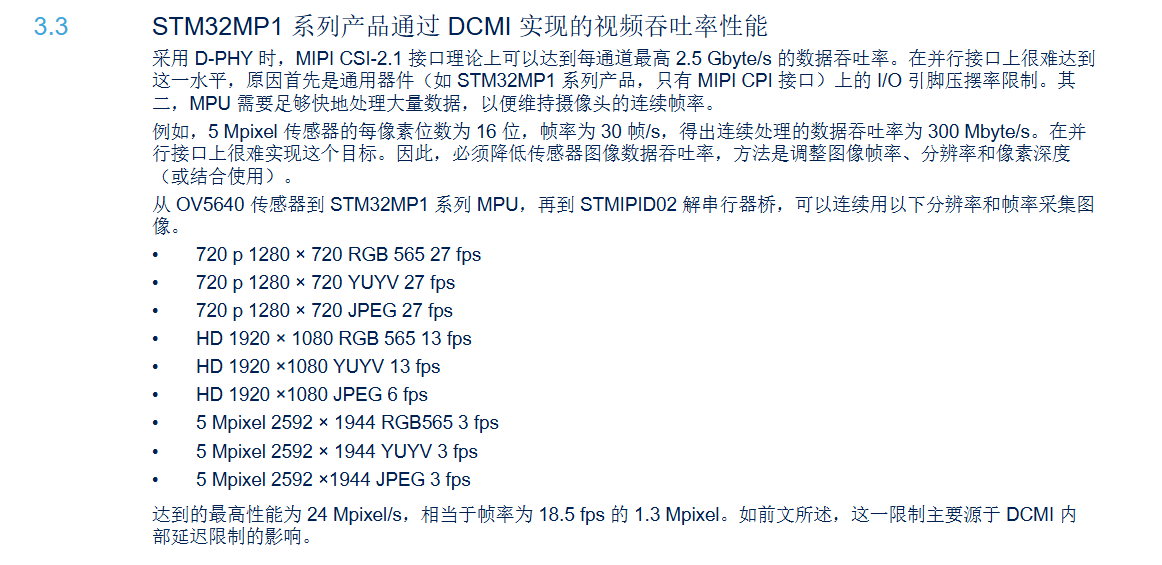 3.3 STM32MP1 系列产品通过 DCMI 实现的视频吞吐率性能
采用 D-PHY 时，MIPI CSI-2.1 接口理论上可以达到每通道最高 2.5 Gbyte/s 的数据吞吐率。在并行接口上很难达到
这一水平，原因首先是通用器件（如 STM32MP1 系列产品，只有 MIPI CPI 接口）上的 I/O 引脚压摆率限制。其
二，MPU 需要足够快地处理大量数据，以便维持摄像头的连续帧率。
例如，5 Mpixel 传感器的每像素位数为 16 位，帧率为 30 帧/s，得出连续处理的数据吞吐率为 300 Mbyte/s。在并
行接口上很难实现这个目标。因此，必须降低传感器图像数据吞吐率，方法是调整图像帧率、分辨率和像素深度
（或结合使用）。
从 OV5640 传感器到 STM32MP1 系列 MPU，再到 STMIPID02 解串行器桥，可以连续用以下分辨率和帧率采集图
像。
• 720 p 1280 × 720 RGB 565 27 fps
• 720 p 1280 × 720 YUYV 27 fps
• 720 p 1280 × 720 JPEG 27 fps
• HD 1920 × 1080 RGB 565 13 fps
• HD 1920 ×1080 YUYV 13 fps
• HD 1920 ×1080 JPEG 6 fps
• 5 Mpixel 2592 × 1944 RGB565 3 fps
• 5 Mpixel 2592 × 1944 YUYV 3 fps
• 5 Mpixel 2592 ×1944 JPEG 3 fps
达到的最高性能为 24 Mpixel/s，相当于帧率为 18.5 fps 的 1.3 Mpixel。如前文所述，这一限制主要源于 DCMI 内
部延迟限制的影响。